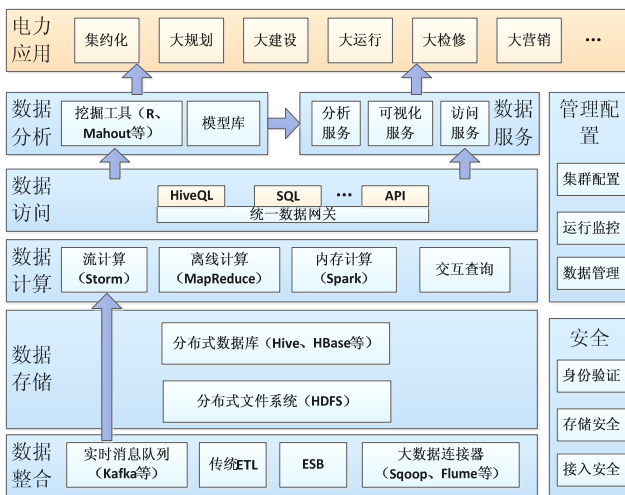 电力
应用
集约化
大规划
大建设
大运行
大检修
大营销
...
数据
分析
挖掘工具（R、
Mahout等）
模型库
分析
服务
可视化
服务
访问
服务
数据
服务
管理配
置
集群配置
运行监控
数据管理
数据
访问
HiveQL
SQL
...
API
统一数据网关
数据
计算
流计算
（Storm）
离线计算
（MapReduce）
内存计算
（Spark）
交互查询
数据
存储
分布式数据库（Hive、HBase等）
分布式文件系统（HDFS）
安全
身份验证
存储安全
接入安全
数据
整合
实时消息队列
（Kafka等）
传统ETL
ESB
大数据连接器
（Sqoop、Flume等）